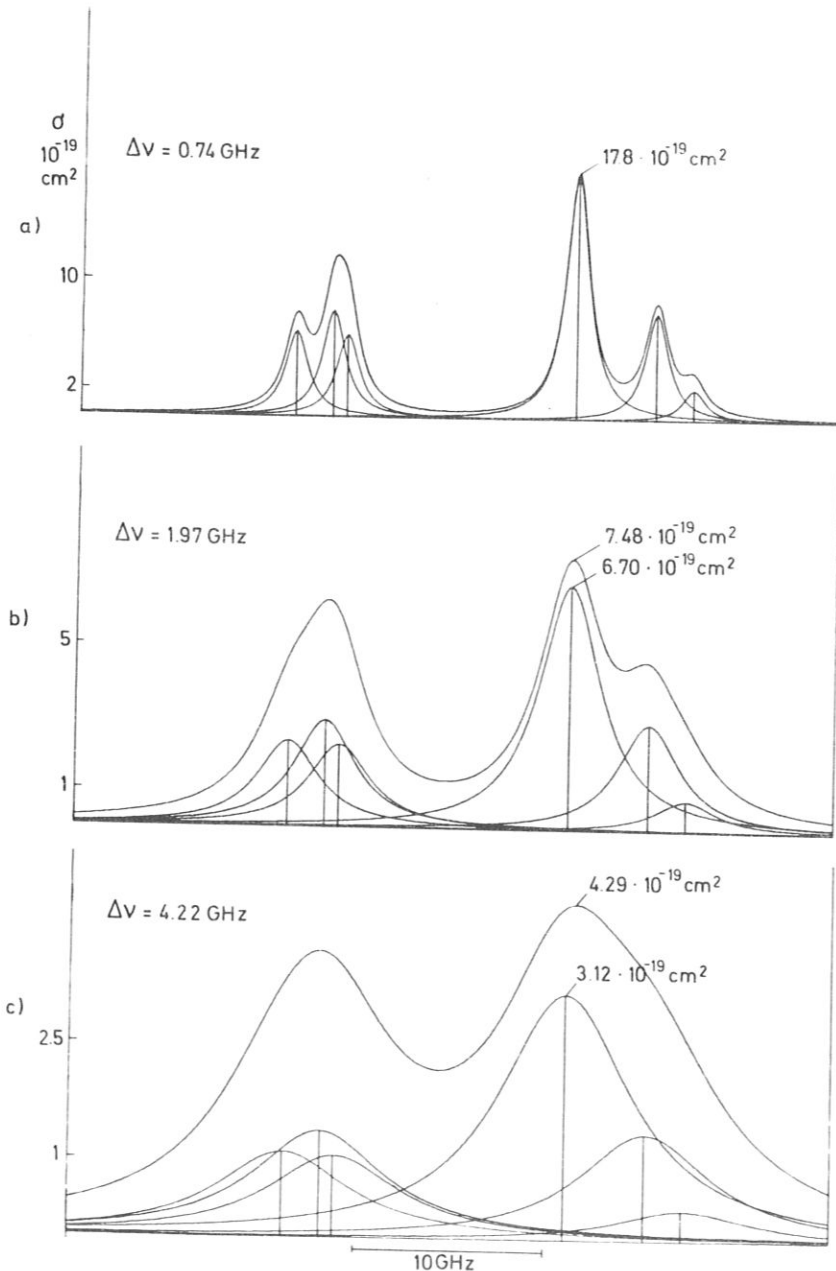 σ
10⁻¹⁹
cm²
Δν = 0.74 GHz
17.8 · 10⁻¹⁹ cm²
a)
10
2
Δν = 1.97 GHz
7.48 · 10⁻¹⁹ cm²
6.70 · 10⁻¹⁹ cm²
b)
5
1
Δν = 4.22 GHz
4.29 · 10⁻¹⁹ cm²
3.12 · 10⁻¹⁹ cm²
c)
2.5
1
10 GHz